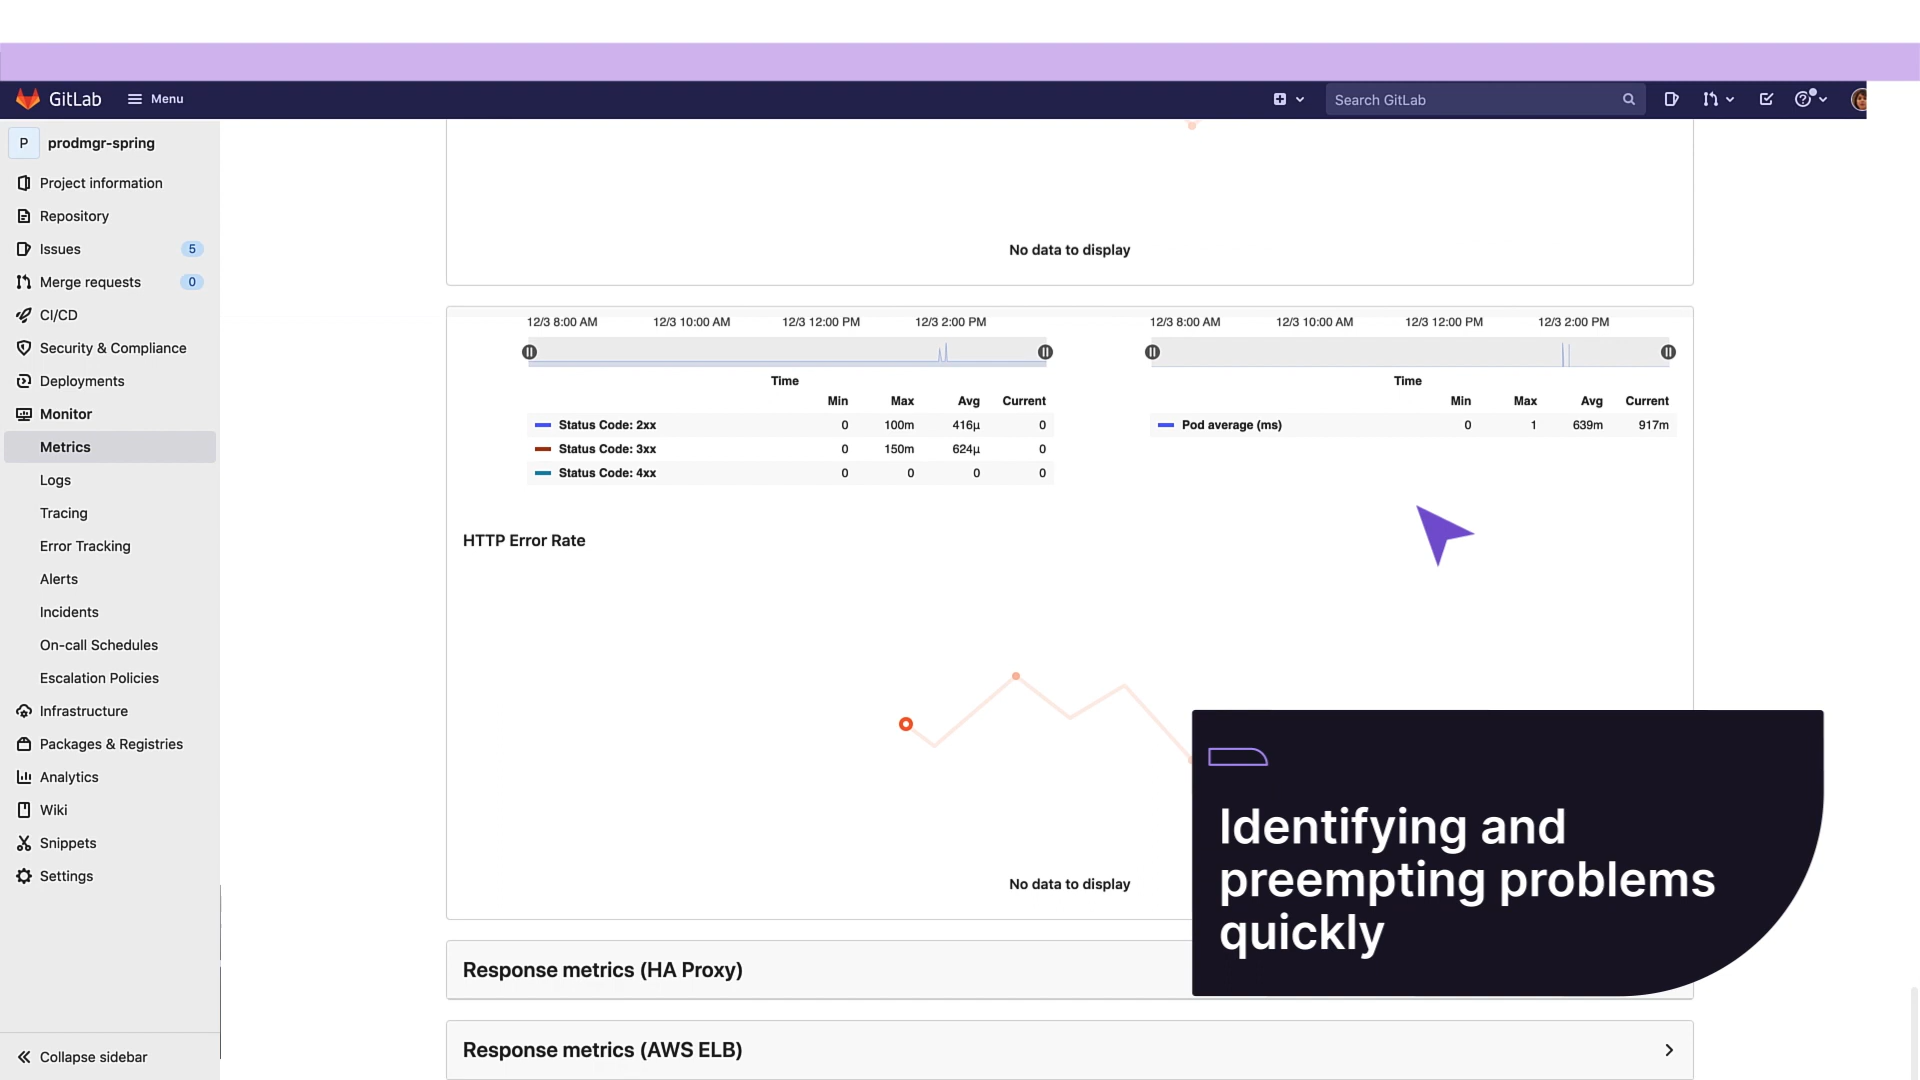 GitLab
Menu
Search GitLab
P
prodmgr-spring
Project information
Repository
Issues 5
Merge requests 0
CI/CD
Security & Compliance
Deployments
Monitor
Metrics
Logs
Tracing
Error Tracking
Alerts
Incidents
On-call Schedules
Escalation Policies
Infrastructure
Packages & Registries
Analytics
Wiki
Snippets
Settings
Collapse sidebar
No data to display
12/3 8:00 AM 12/3 10:00 AM 12/3 12:00 PM 12/3 2:00 PM
Time
Min Max Avg Current
Status Code: 2xx 0 100m 416µ 0
Status Code: 3xx 0 150m 624µ 0
Status Code: 4xx 0 0 0 0
12/3 8:00 AM 12/3 10:00 AM 12/3 12:00 PM 12/3 2:00 PM
Time
Min Max Avg Current
Pod average (ms) 0 1 639m 917m
HTTP Error Rate
No data to display
Response metrics (HA Proxy)
Response metrics (AWS ELB)
Identifying and
preempting problems
quickly